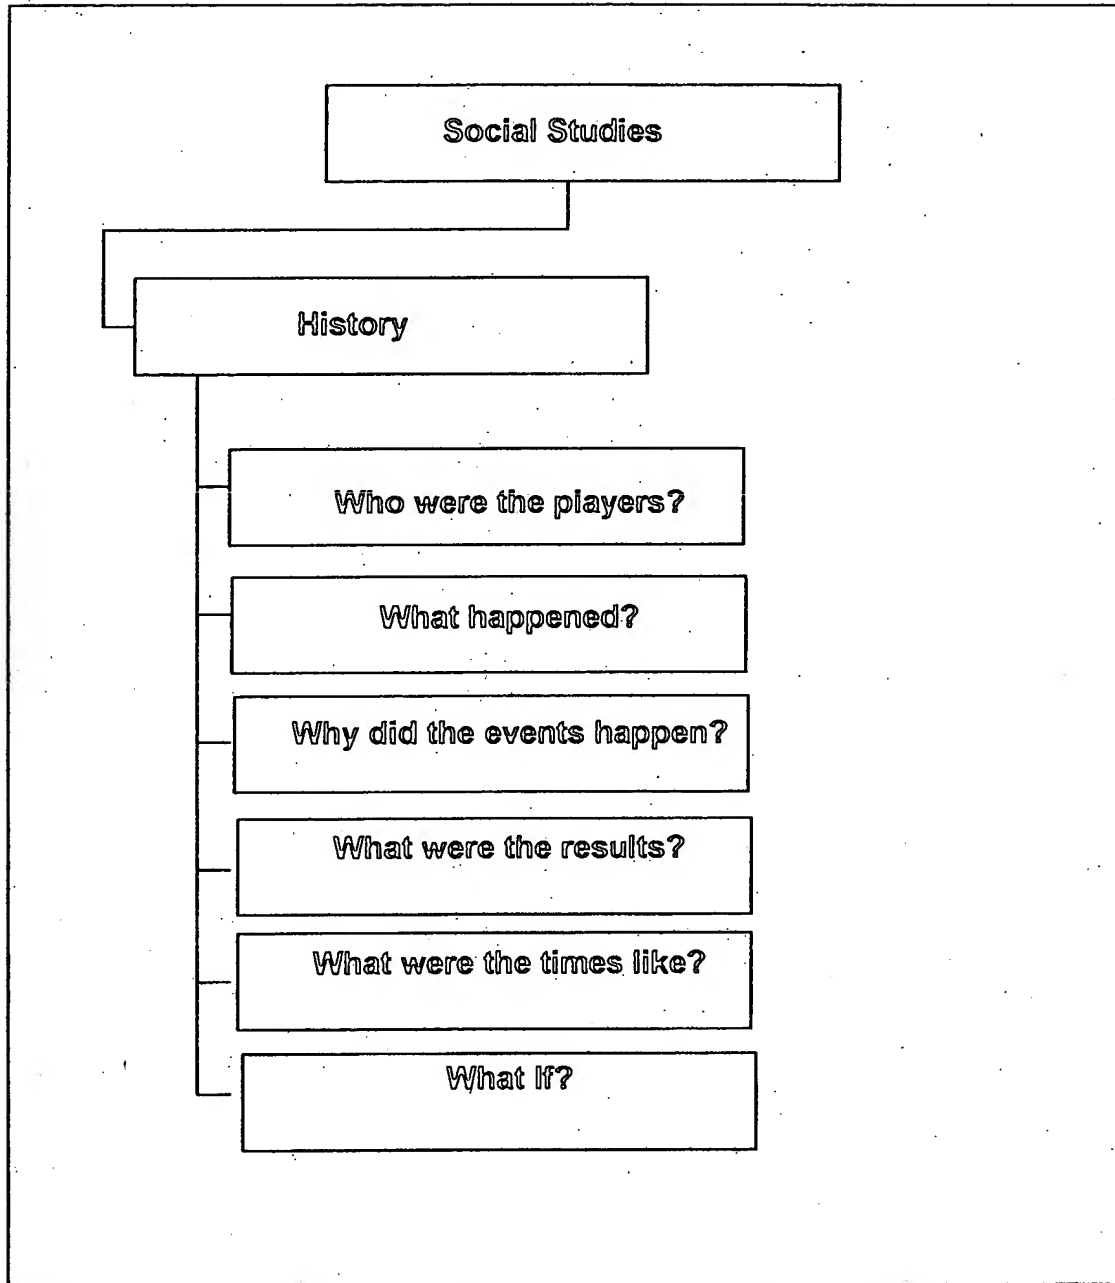 Social Studies
History
Who were the players?
What happened?
Why did the events happen?
What were the results?
What were the times like?
What If?